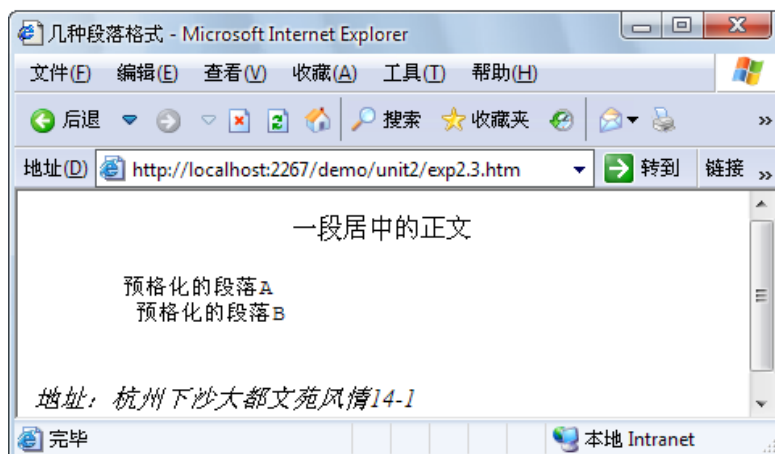 几种段落格式 - Microsoft Internet Explorer
文件(F) 编辑(E) 查看(V) 收藏(A) 工具(T) 帮助(H)
后退 搜索 收藏夹 »
地址(D) http://localhost:2267/demo/unit2/exp2.3.htm 转到 链接 »
一段居中的正文
预格化的段落A
预格化的段落B
地址：杭州下沙大都文苑风情14-1
完毕 本地 Intranet